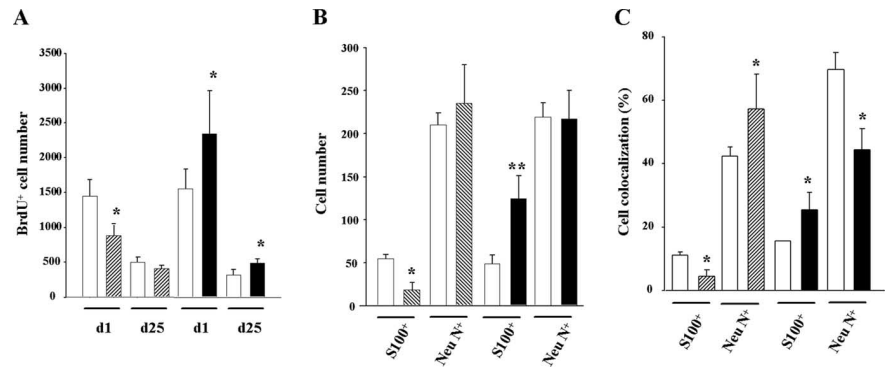 A
B
C
3500
3000
2500
2000
1500
1000
500
0
BrdU⁺ cell number
*
*
*
d1
d25
d1
d25
300
250
200
150
100
50
0
Cell number
*
**
S100⁺
Neu N⁺
S100⁺
Neu N⁺
80
60
40
20
0
Cell colocalization (%)
*
*
*
*
S100⁺
Neu N⁺
S100⁺
Neu N⁺